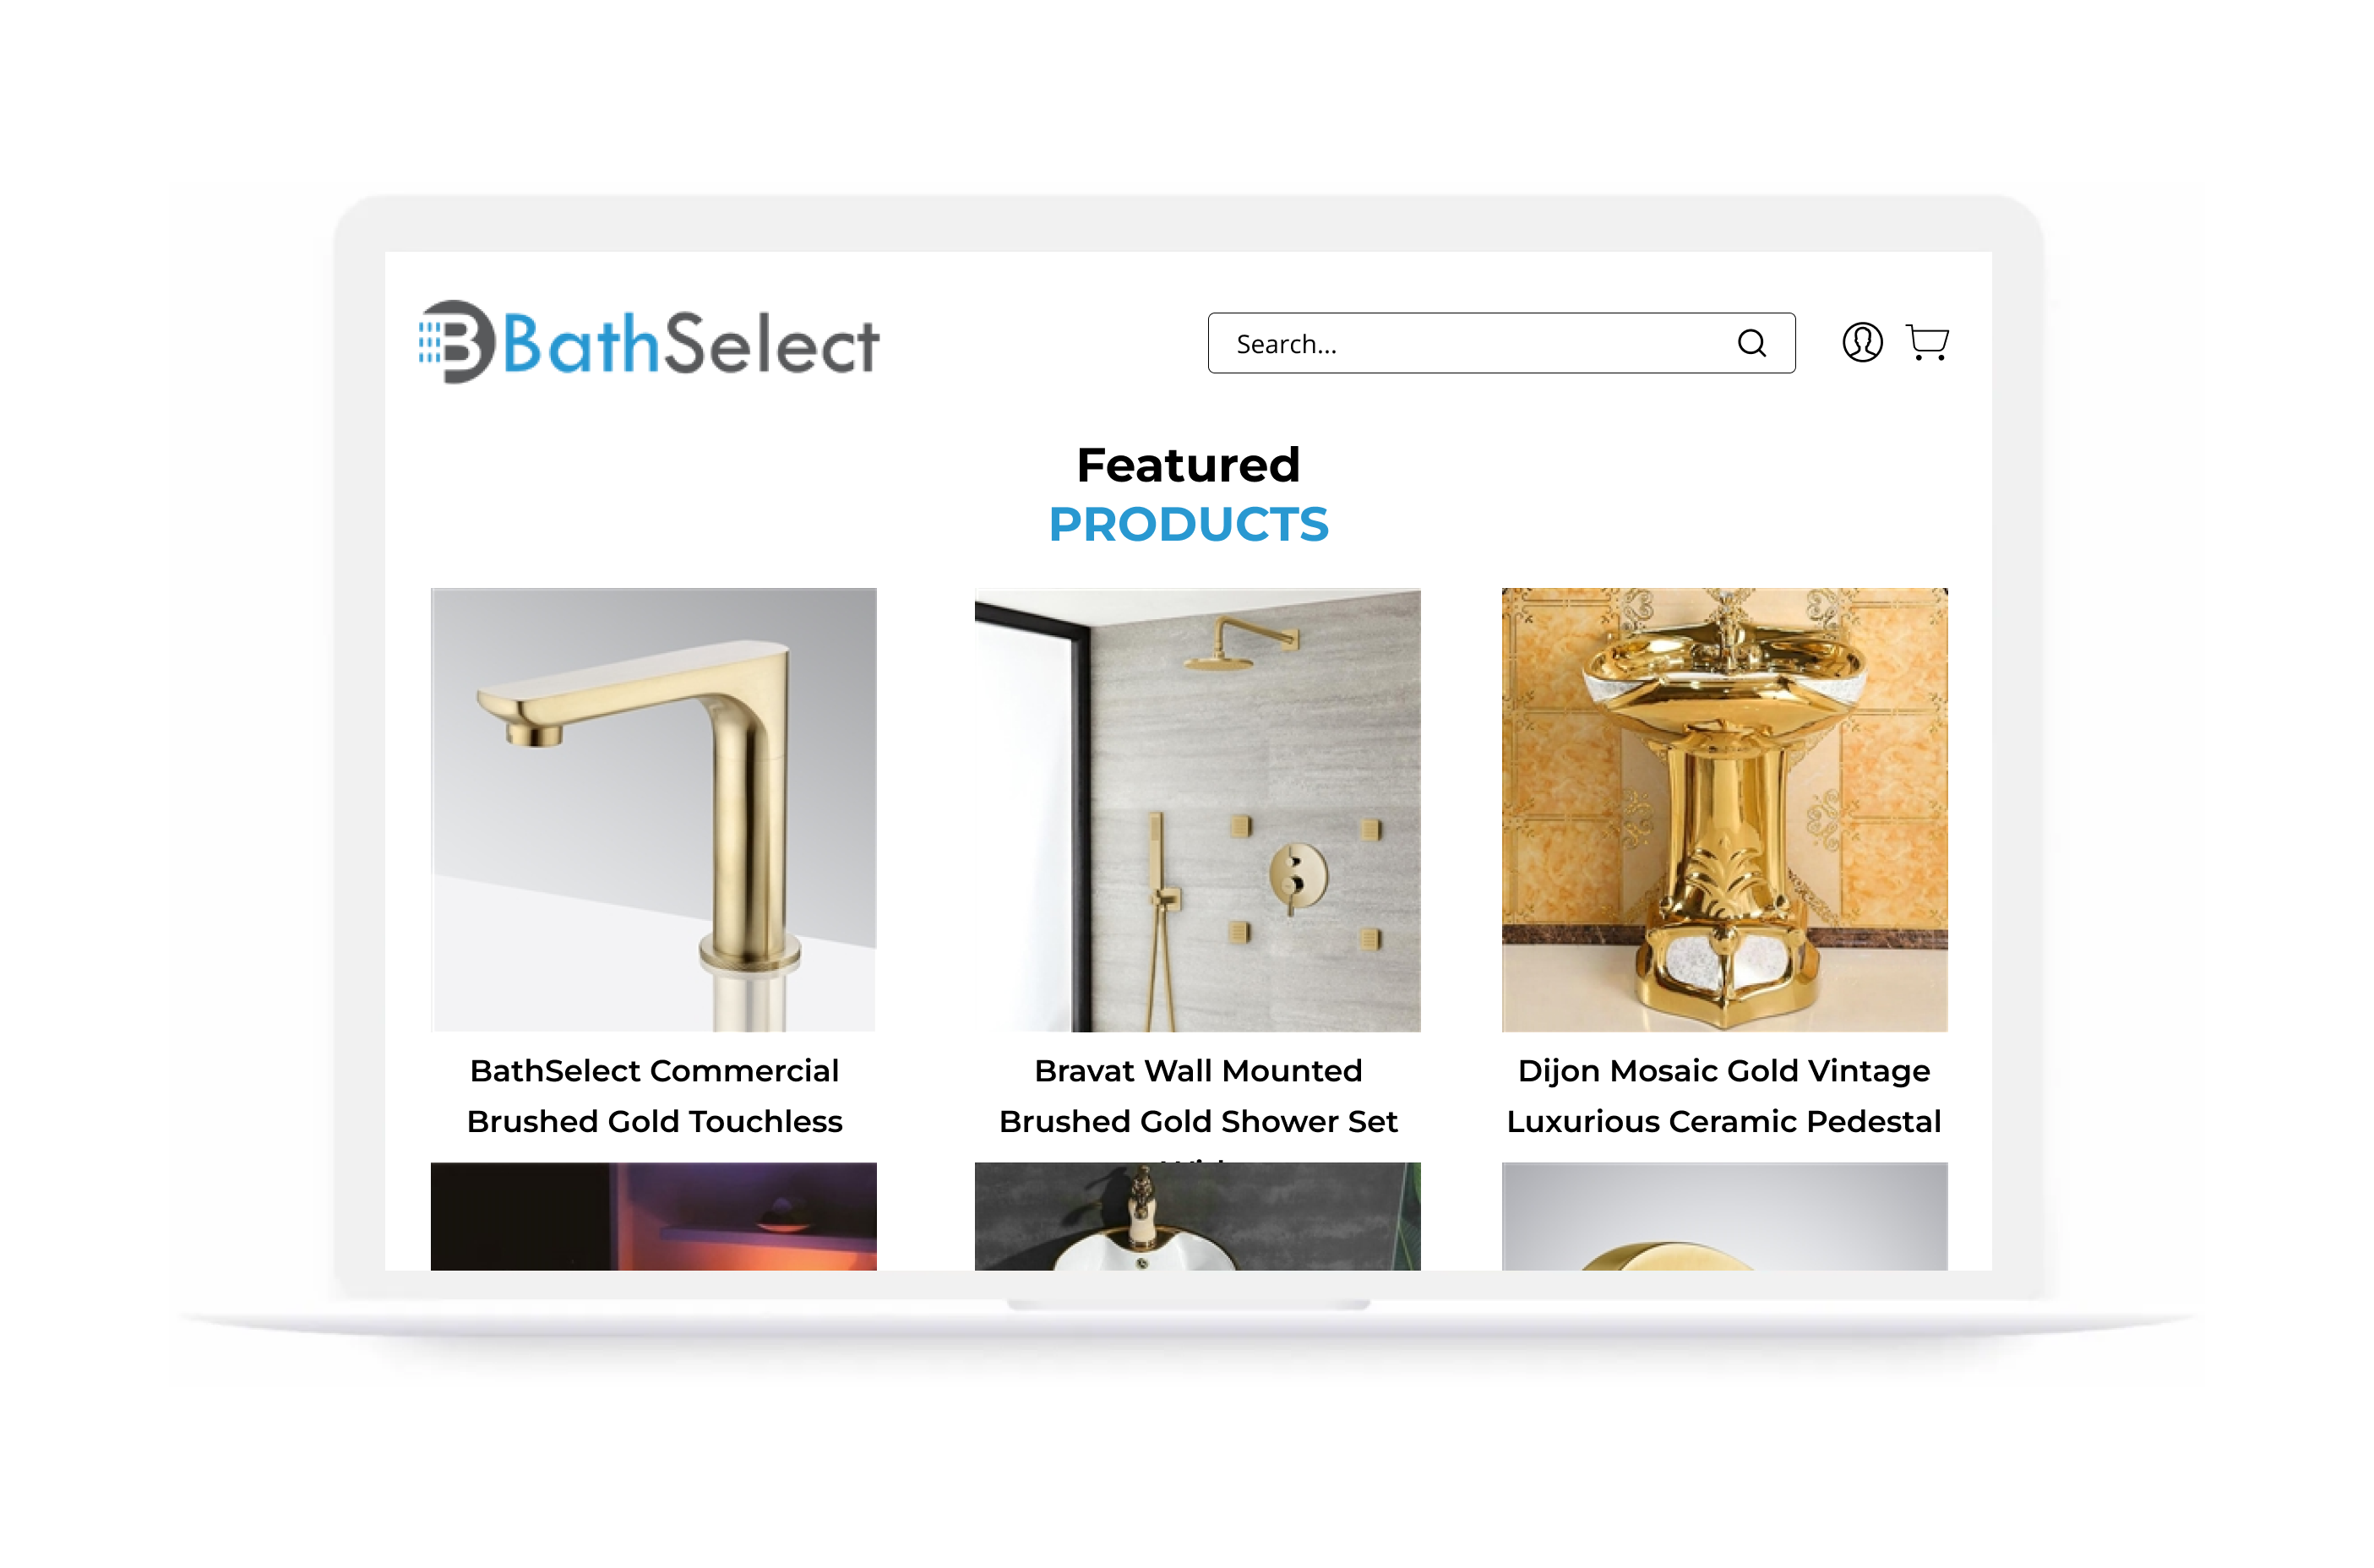 BathSelect
Search...
Featured
PRODUCTS
BathSelect Commercial
Brushed Gold Touchless
Bravat Wall Mounted
Brushed Gold Shower Set
Dijon Mosaic Gold Vintage
Luxurious Ceramic Pedestal